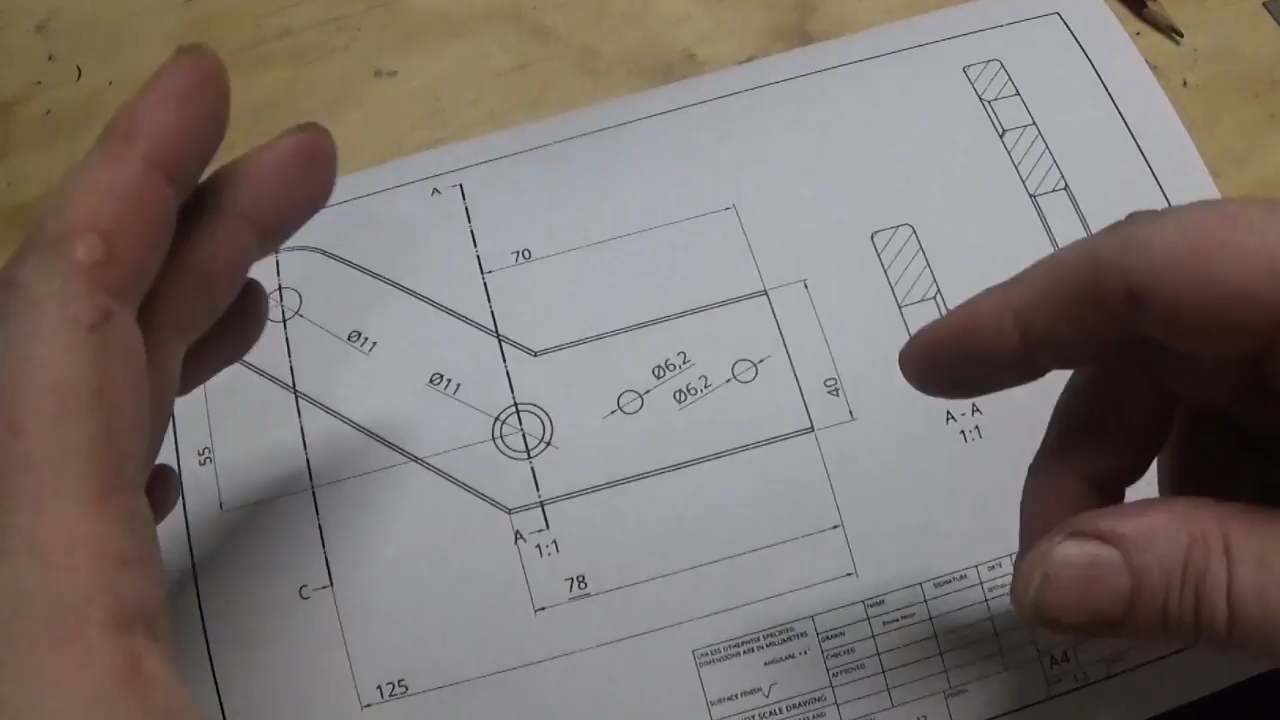 A
70
Ø11
Ø11
Ø6,2
Ø6,2
40
55
A
1:1
A - A
1:1
78
C
125
UNLESS OTHERWISE SPECIFIED
DIMENSIONS ARE IN MILLIMETERS
ANGULAR
SURFACE FINISH
NAME
SIGNATURE
DATE
DRAWN
CHECKED
APPROVED
NOT SCALE DRAWING
A4